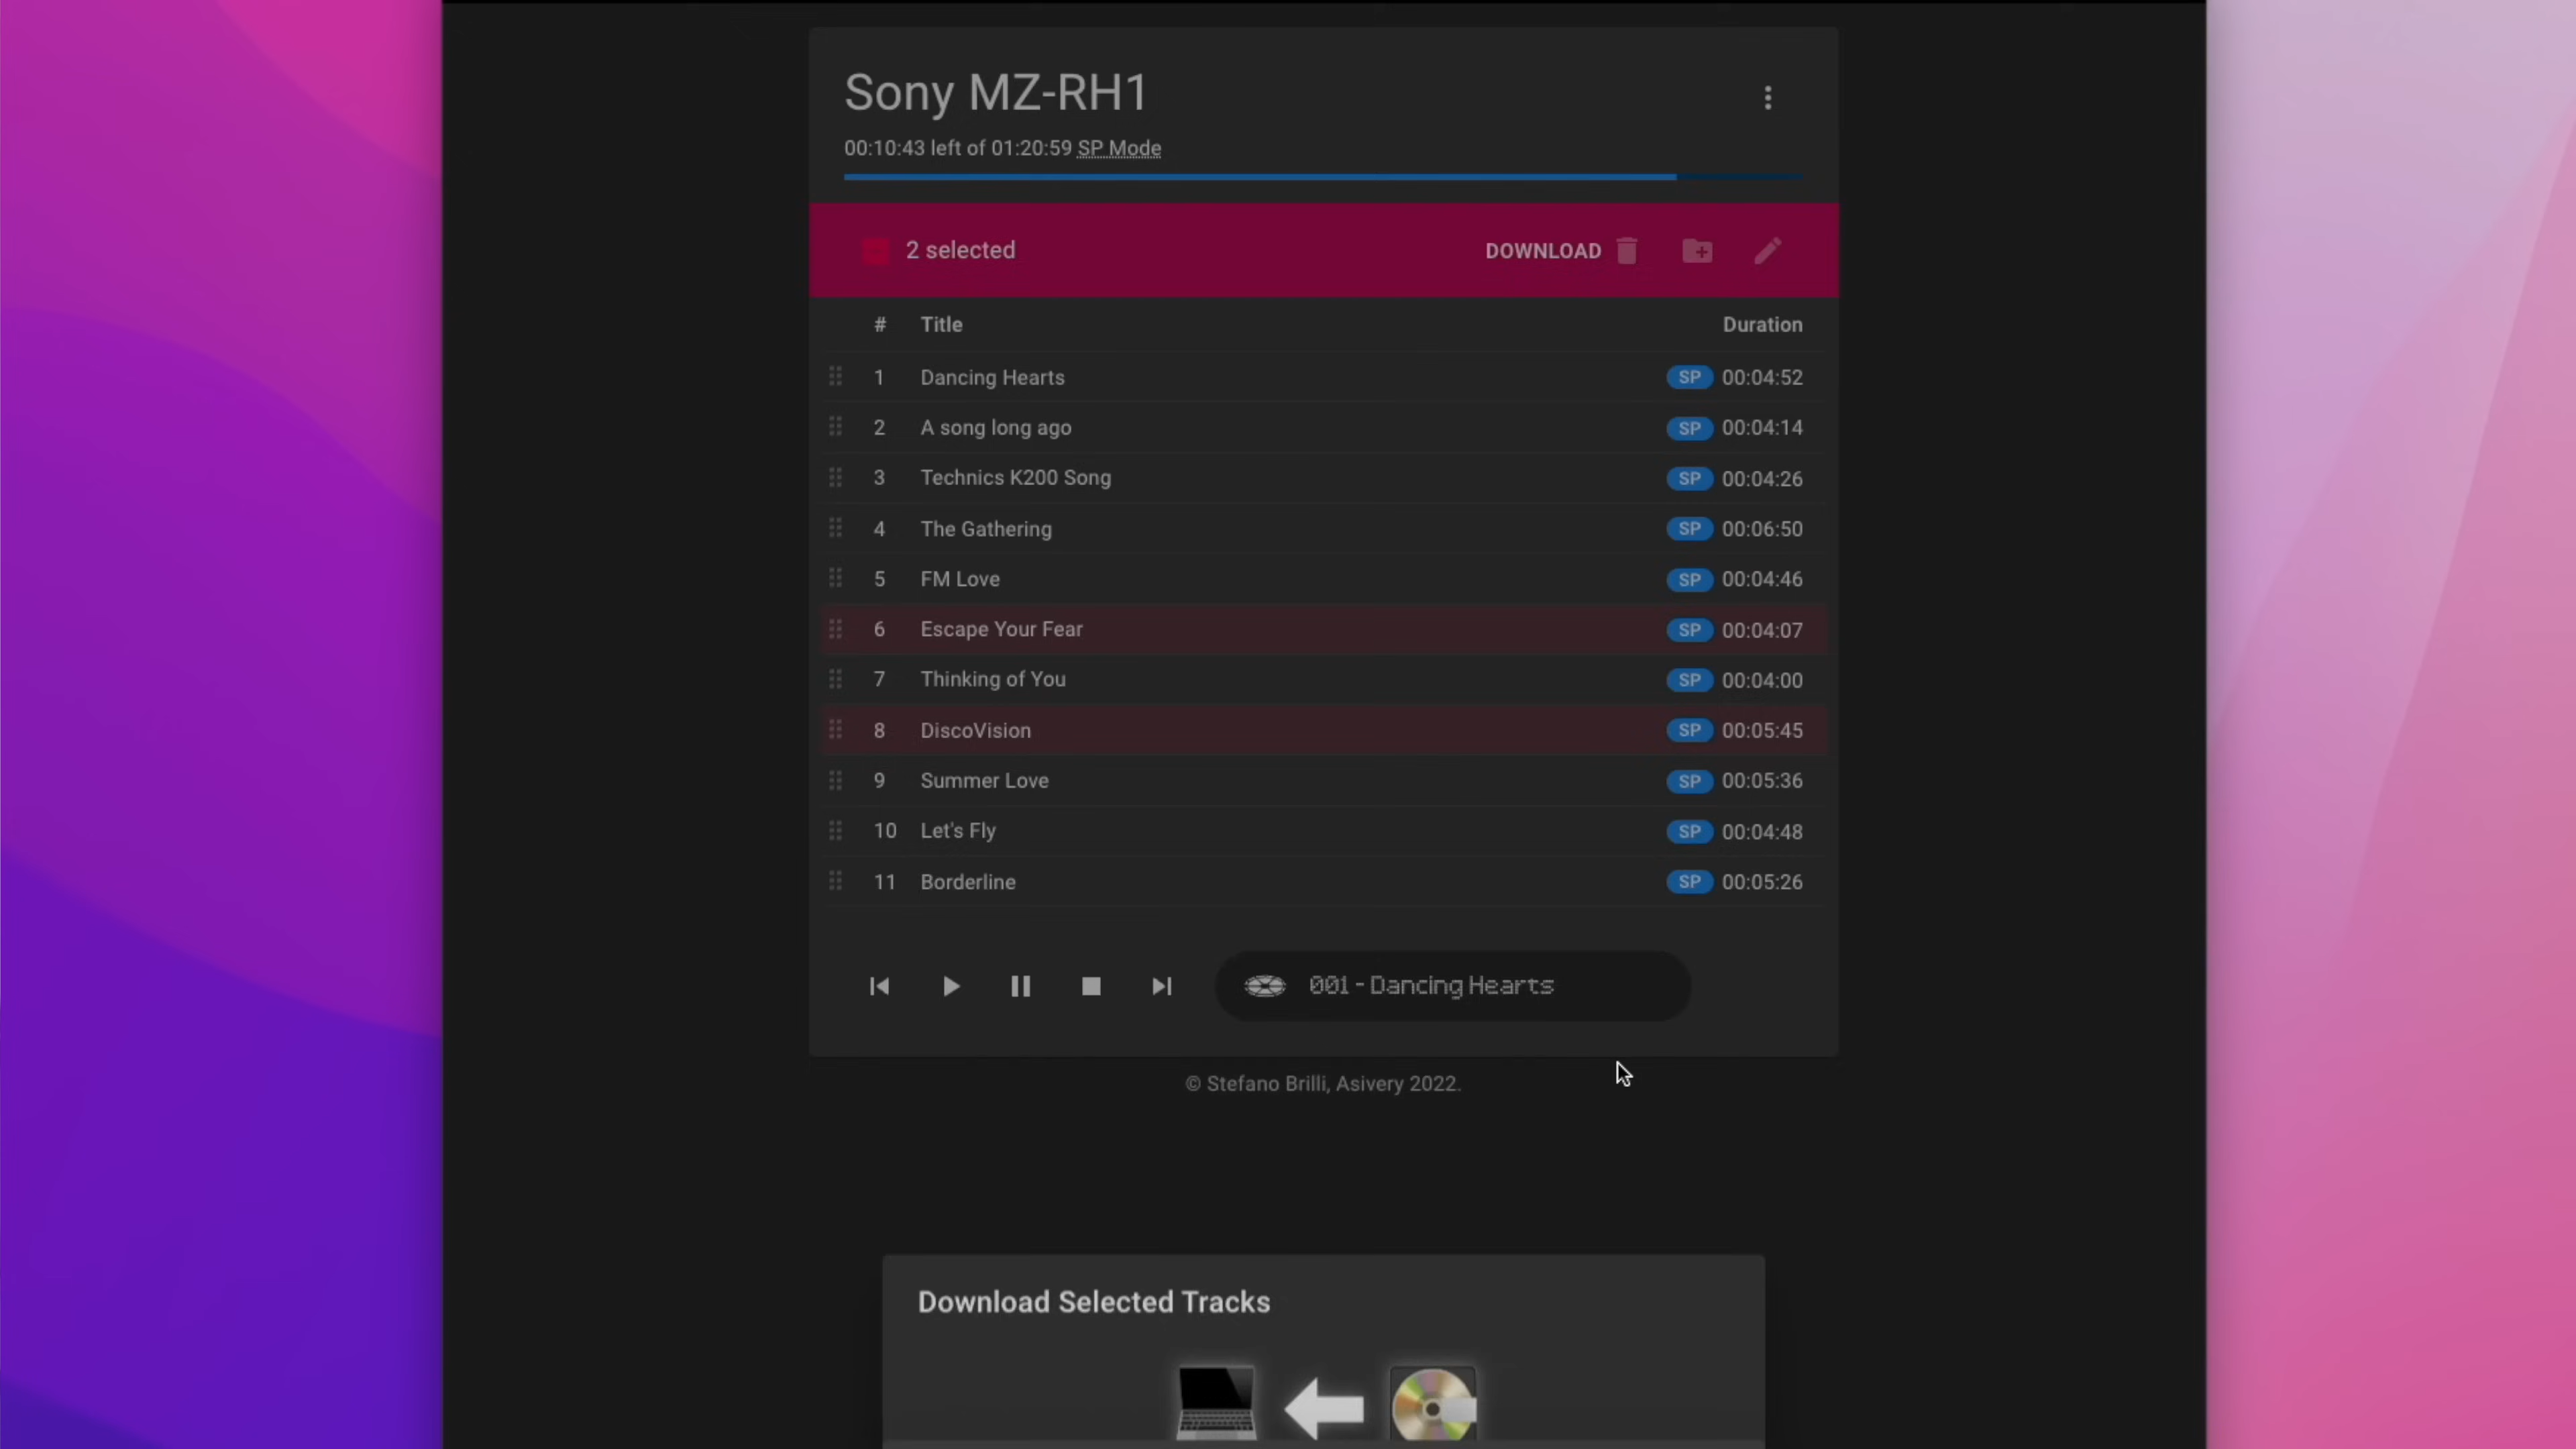 Sony MZ-RH1
00:10:43 left of 01:20:59 SP Mode
2 selected DOWNLOAD
# Title Duration
1 Dancing Hearts SP 00:04:52
2 A song long ago SP 00:04:14
3 Technics K200 Song SP 00:04:26
4 The Gathering SP 00:06:50
5 FM Love SP 00:04:46
6 Escape Your Fear SP 00:04:07
7 Thinking of You SP 00:04:00
8 DiscoVision SP 00:05:45
9 Summer Love SP 00:05:36
10 Let's Fly SP 00:04:48
11 Borderline SP 00:05:26
001 - Dancing Hearts
© Stefano Brilli, Asivery 2022.
Download Selected Tracks